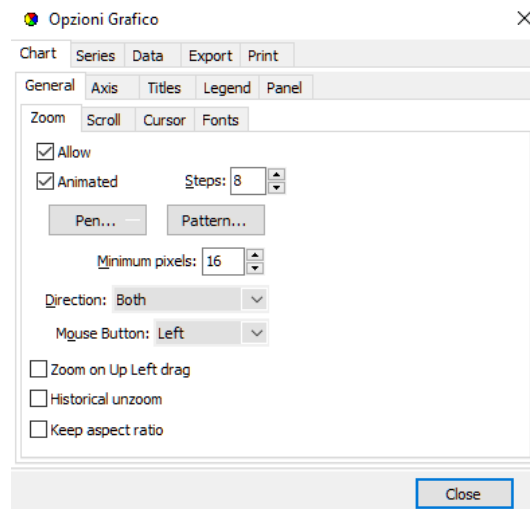 Opzioni Grafico
Chart Series Data Export Print
General Axis Titles Legend Panel
Zoom Scroll Cursor Fonts
Allow
Animated Steps: 8
Pen... Pattern...
Minimum pixels: 16
Direction: Both
Mouse Button: Left
Zoom on Up Left drag
Historical unzoom
Keep aspect ratio
Close